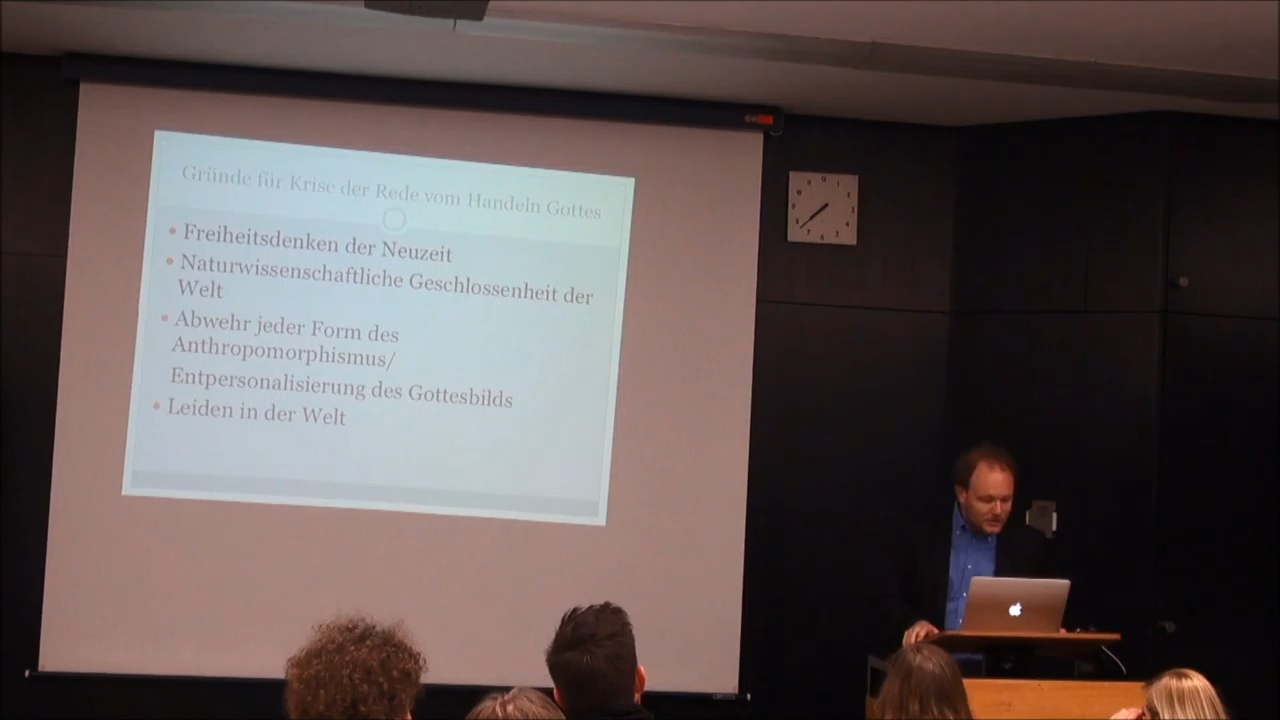 Gründe für Krise der Rede vom Handeln Gottes
• Freiheitsdenken der Neuzeit
• Naturwissenschaftliche Geschlossenheit der
Welt
• Abwehr jeder Form des
Anthropomorphismus/
Entpersonalisierung des Gottesbilds
• Leiden in der Welt